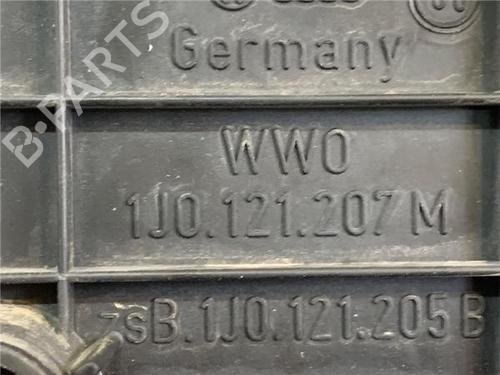 Germany
WWO
1J0.121.207 M
zsB.1J0.121.205 B
B-PARTS